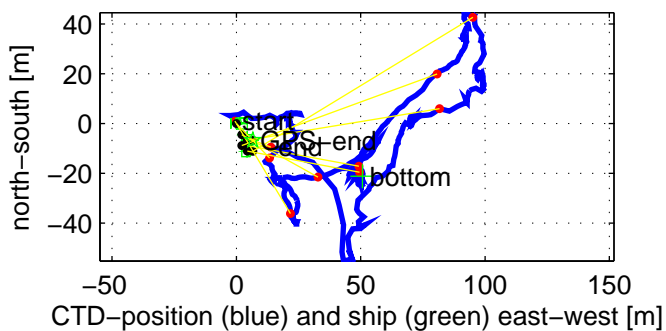 40
20
0
−20
−40
north−south [m]
start
GPS−end
end
bottom
−50
0
50
100
150
CTD−position (blue) and ship (green) east−west [m]